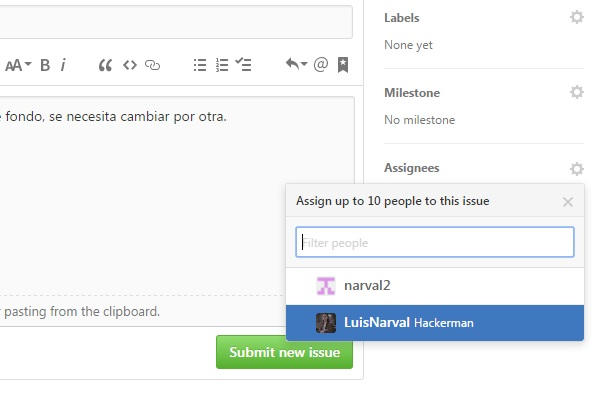 Labels
None yet
AA B i
Milestone
No milestone
fondo, se necesita cambiar por otra.
Assignees
Assign up to 10 people to this issue
Filter people
narval2
pasting from the clipboard.
LuisNarval Hackerman
Submit new issue